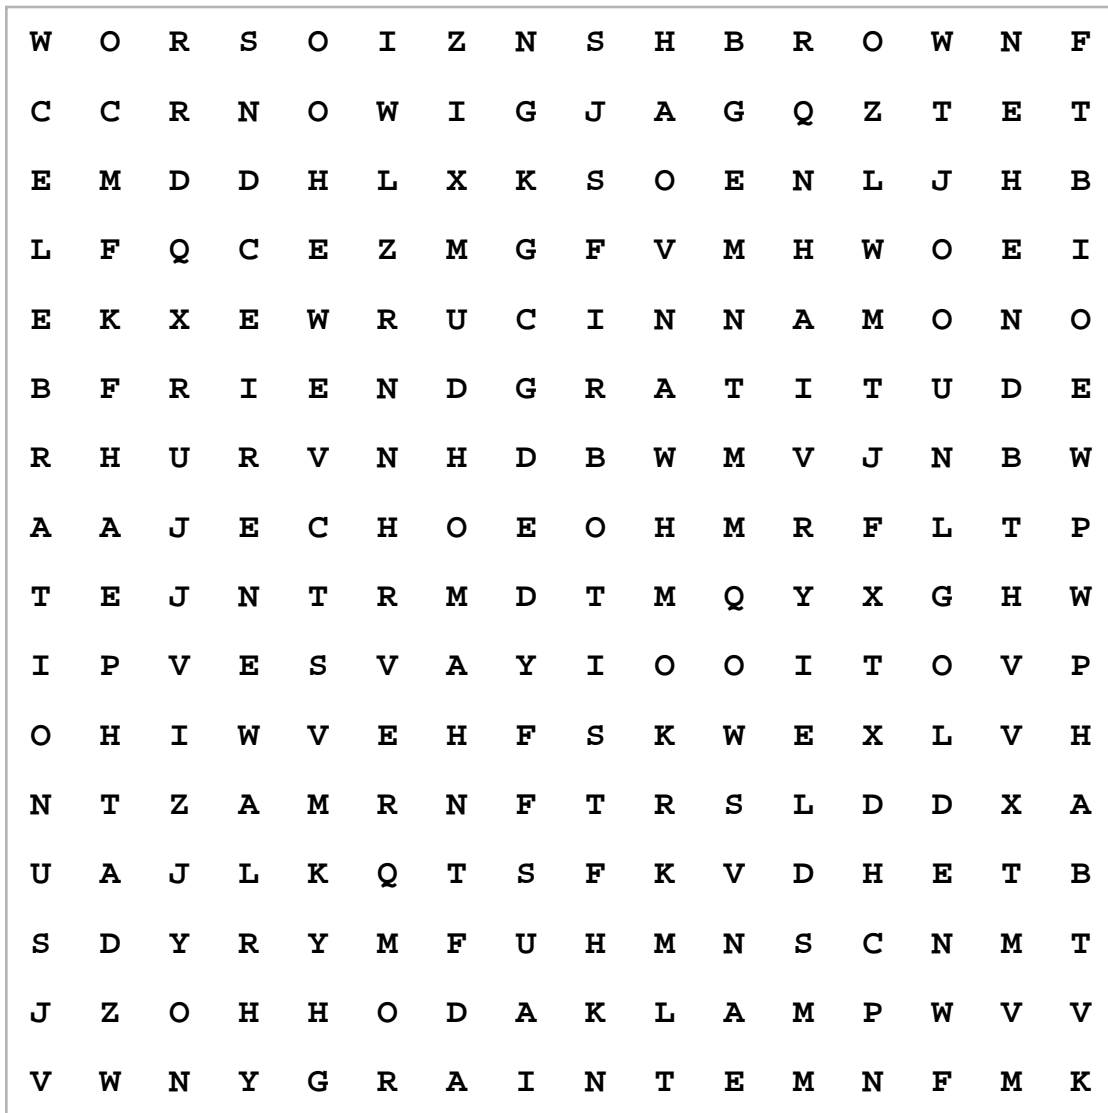 W O R S O I Z N S H B R O W N F
C C R N O W I G J A G Q Z T E T
E M D D H L X K S O E N L J H B
L F Q C E Z M G F V M H W O E I
E K X E W R U C I N N A M O N O
B F R I E N D G R A T I T U D E
R H U R V N H D B W M V J N B W
A A J E C H O E O H M R F L T P
T E J N T R M D T M Q Y X G H W
I P V E S V A Y I O O I T O V P
O H I W V E H F S K W E X L V H
N T Z A M R N F T R S L D D X A
U A J L K Q T S F K V D H E T B
S D Y R Y M F U H M N S C N M T
J Z O H H O D A K L A M P W V V
V W N Y G R A I N T E M N F M K